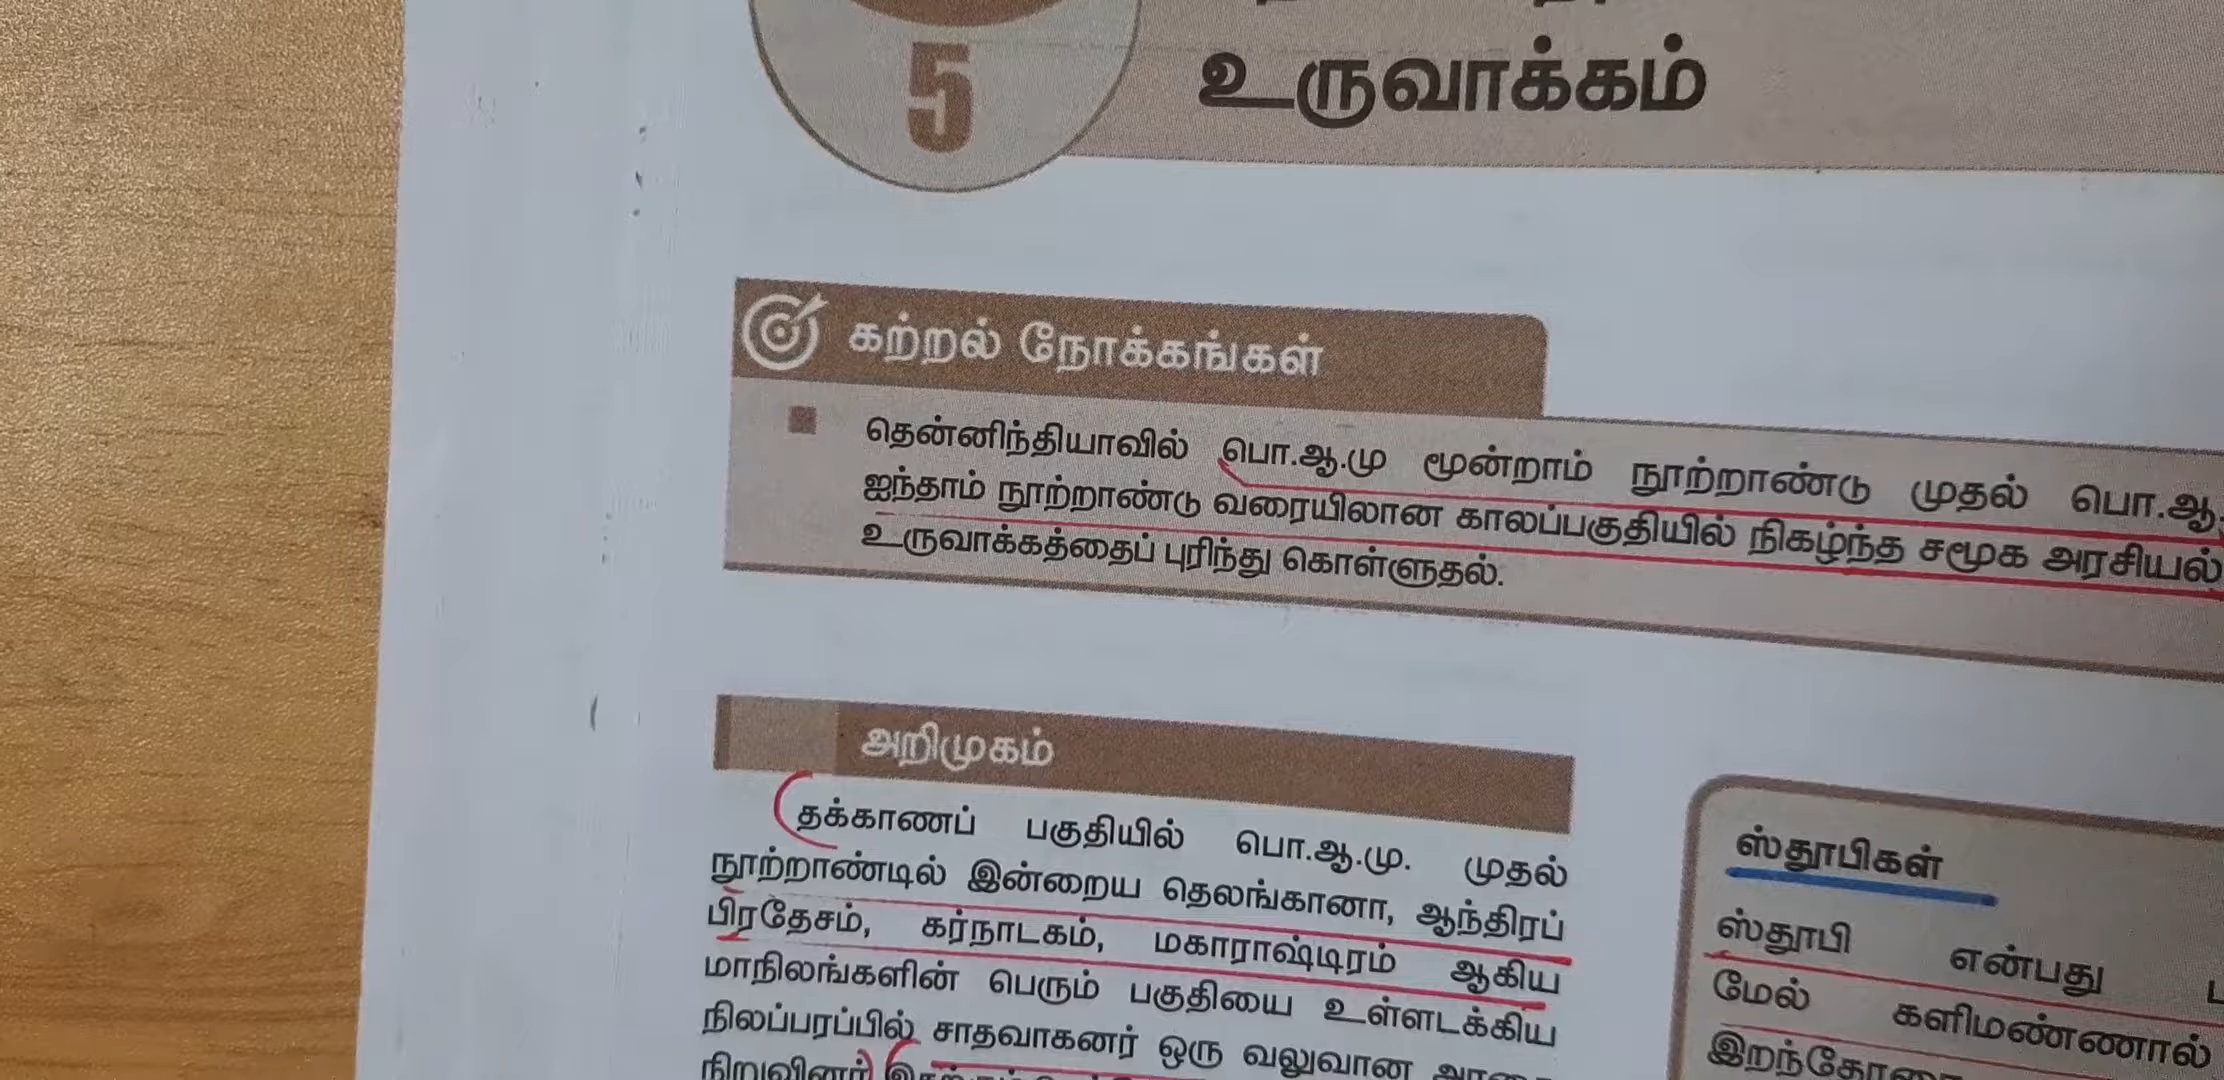 5
உருவாக்கம்
கற்றல் நோக்கங்கள்
தென்னிந்தியாவில் பொ.ஆ.மு மூன்றாம் நூற்றாண்டு முதல் பொ.ஆ.
ஐந்தாம் நூற்றாண்டு வரையிலான காலப்பகுதியில் நிகழ்ந்த சமூக அரசியல்
உருவாக்கத்தைப் புரிந்து கொள்ளுதல்.
அறிமுகம்
தக்காணப் பகுதியில் பொ.ஆ.மு. முதல்
நூற்றாண்டில் இன்றைய தெலங்கானா, ஆந்திரப்
பிரதேசம், கர்நாடகம், மகாராஷ்டிரம் ஆகிய
மாநிலங்களின் பெரும் பகுதியை உள்ளடக்கிய
நிலப்பரப்பில் சாதவாகனர் ஒரு வலுவான
நிறுவினர்
ஸ்தூபிகள்
ஸ்தூபி என்பது
மேல் களிமண்ணால்